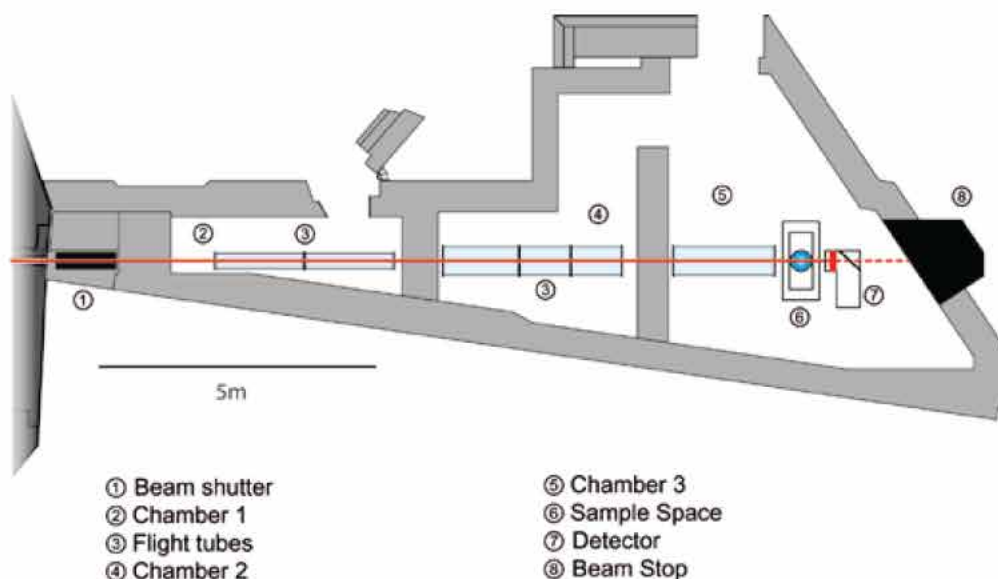 ②
③
④
⑤
⑧
①
③
⑥
⑦
5m
① Beam shutter
② Chamber 1
③ Flight tubes
④ Chamber 2
⑤ Chamber 3
⑥ Sample Space
⑦ Detector
⑧ Beam Stop